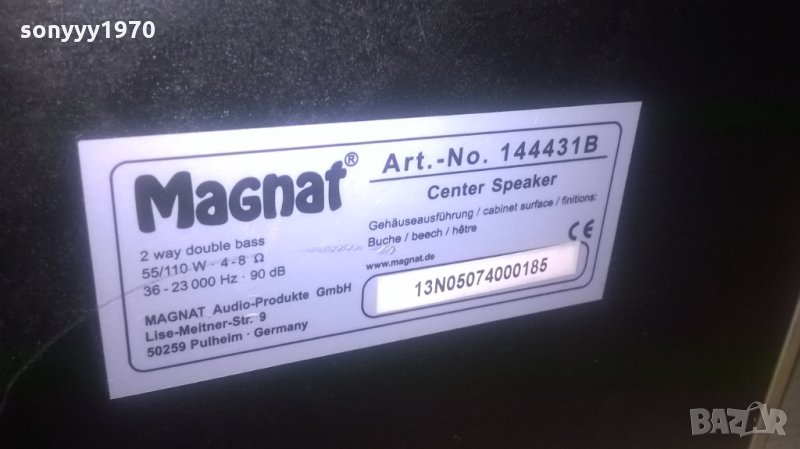 sonyyy1970
Magnat®
2 way double bass
55/110 W · 4-8 Ω
36-23 000 Hz · 90 dB
MAGNAT Audio-Produkte GmbH
Lise-Meitner-Str. 9
50259 Pulheim · Germany
Art.-No. 144431B
Center Speaker
Gehäuseausführung / cabinet surface / finitions:
Buche / beech / hêtre
CE
www.magnat.de
13N05074000185
BAZAR